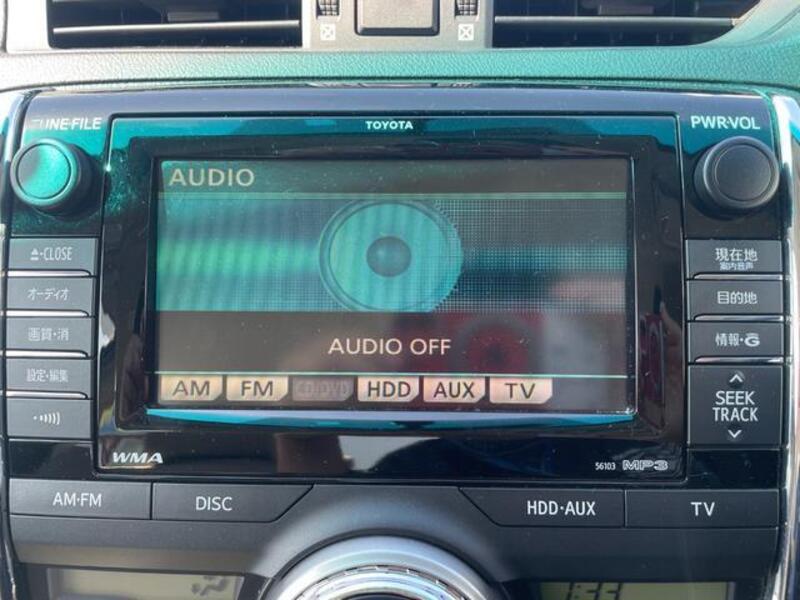 TUNE·FILE
TOYOTA
PWR·VOL
AUDIO
▲·CLOSE
オーディオ
画質・消
設定・編集
現在地
案内音声
目的地
情報・G
SEEK
TRACK
AUDIO OFF
AM FM CD/DVD HDD AUX TV
WMA
56103 MP3
AM·FM DISC HDD·AUX TV
1:55